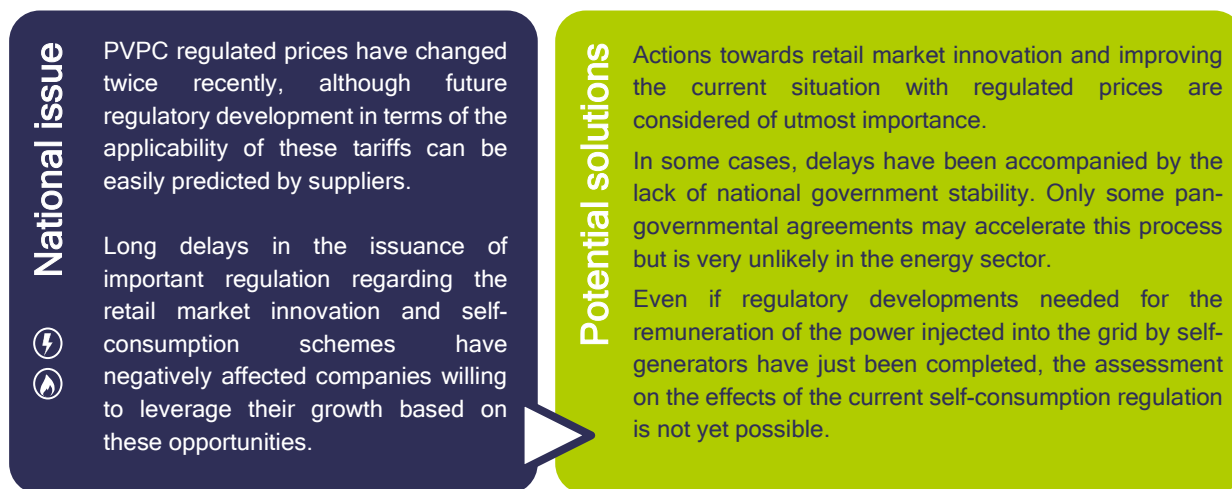 National issue
PVPC regulated prices have changed
twice recently, although future
regulatory development in terms of the
applicability of these tariffs can be
easily predicted by suppliers.
Long delays in the issuance of
important regulation regarding the
retail market innovation and self-
consumption schemes have
negatively affected companies willing
to leverage their growth based on
these opportunities.
Potential solutions
Actions towards retail market innovation and improving
the current situation with regulated prices are
considered of utmost importance.
In some cases, delays have been accompanied by the
lack of national government stability. Only some pan-
governmental agreements may accelerate this process
but is very unlikely in the energy sector.
Even if regulatory developments needed for the
remuneration of the power injected into the grid by self-
generators have just been completed, the assessment
on the effects of the current self-consumption regulation
is not yet possible.